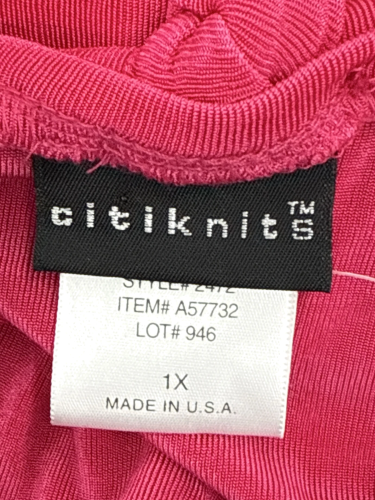 citiknits™
STYLE# 2472
ITEM# A57732
LOT# 946
1X
MADE IN U.S.A.